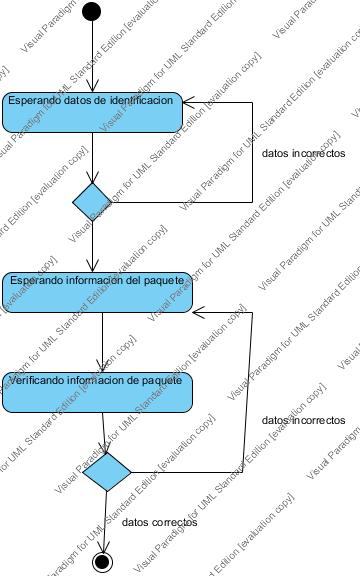 Esperando datos de identificacion
datos incorrectos
Esperando información del paquete
Verificando informacion de paquete
datos incorrectos
datos correctos
Visual Paradigm for UML Standard Edition [evaluation copy]